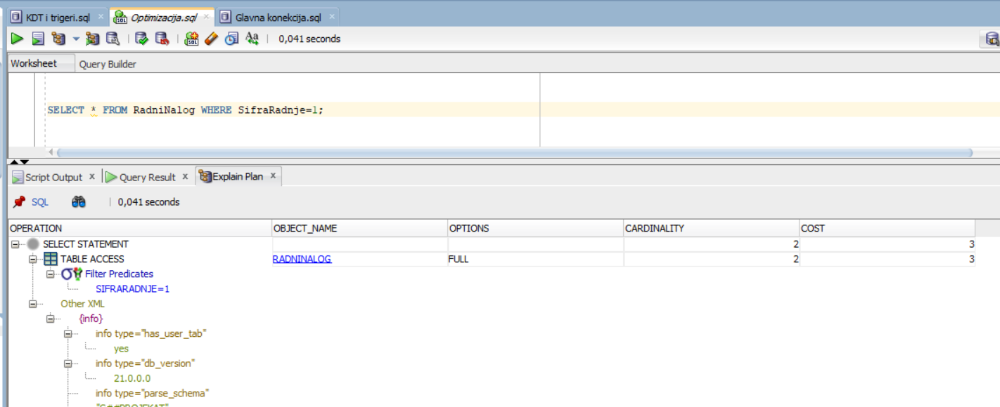 KDT i trigeri.sql Optimizacija.sql Glavna konekcija.sql
0,041 seconds
Worksheet Query Builder
SELECT * FROM RadniNalog WHERE SifraRadnje=1;
Script Output Query Result Explain Plan
SQL 0,041 seconds
OPERATION OBJECT_NAME OPTIONS CARDINALITY COST
SELECT STATEMENT 2 3
TABLE ACCESS RADNINALOG FULL 2 3
Filter Predicates
SIFRARADNJE=1
Other XML
{info}
info type="has_user_tab"
yes
info type="db_version"
21.0.0.0
info type="parse_schema"
"C##PROJEKAT"